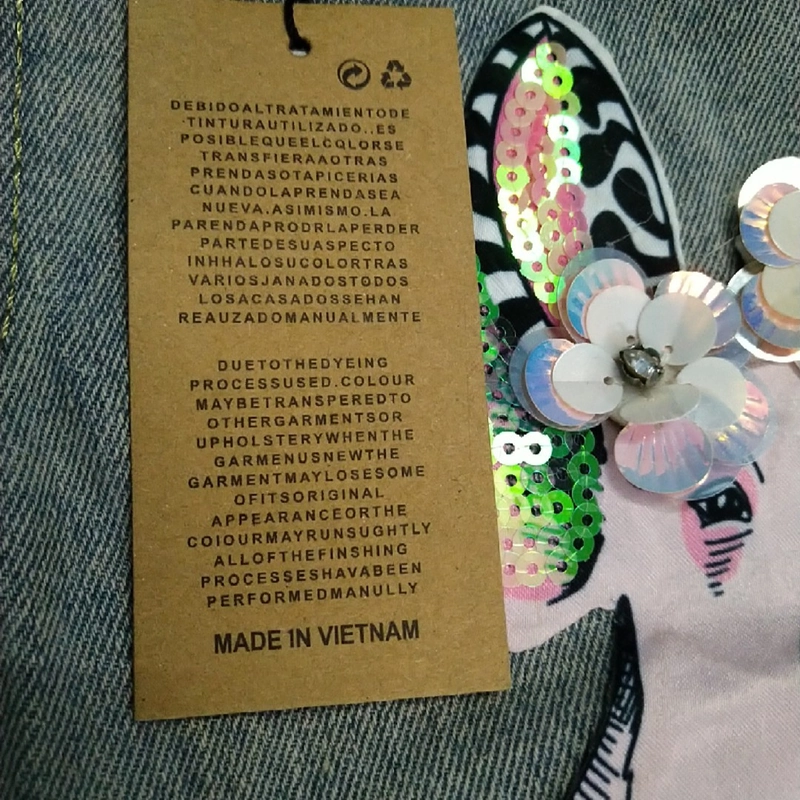 DEBIDOALTRATAMIENTODE
TINTURAUTILIZADO..ES
POSIBLEQUEELCOLORSE
TRANSFIERAAOTRAS
PRENDASOTAPICERIAS
CUANDOLAPRENDASEA
NUEVA.ASIMISMO.LA
PARENDAPRODRLAPERDER
PARTEDESUASPECTO
INHHALOSUCOLORTRAS
VARIOSJANADOSTODOS
LOSACASADOSSEHAN
REAUZADOMANUALMENTE
DUETOTHEDYEING
PROCESSUSED.COLOUR
MAYBETRANSPEREDTO
OTHERGARMENTSOR
UPHOLSTERYWHENTHE
GARMENUSNEWTHE
GARMENTMAYLOSESOME
OFITSORIGINAL
APPEARANCEORTHE
COIOURMAYRUNSUGHTLY
ALLOFTHEFINSHING
PROCESSESHAVABEEN
PERFORMEDMANULLY
MADE IN VIETNAM